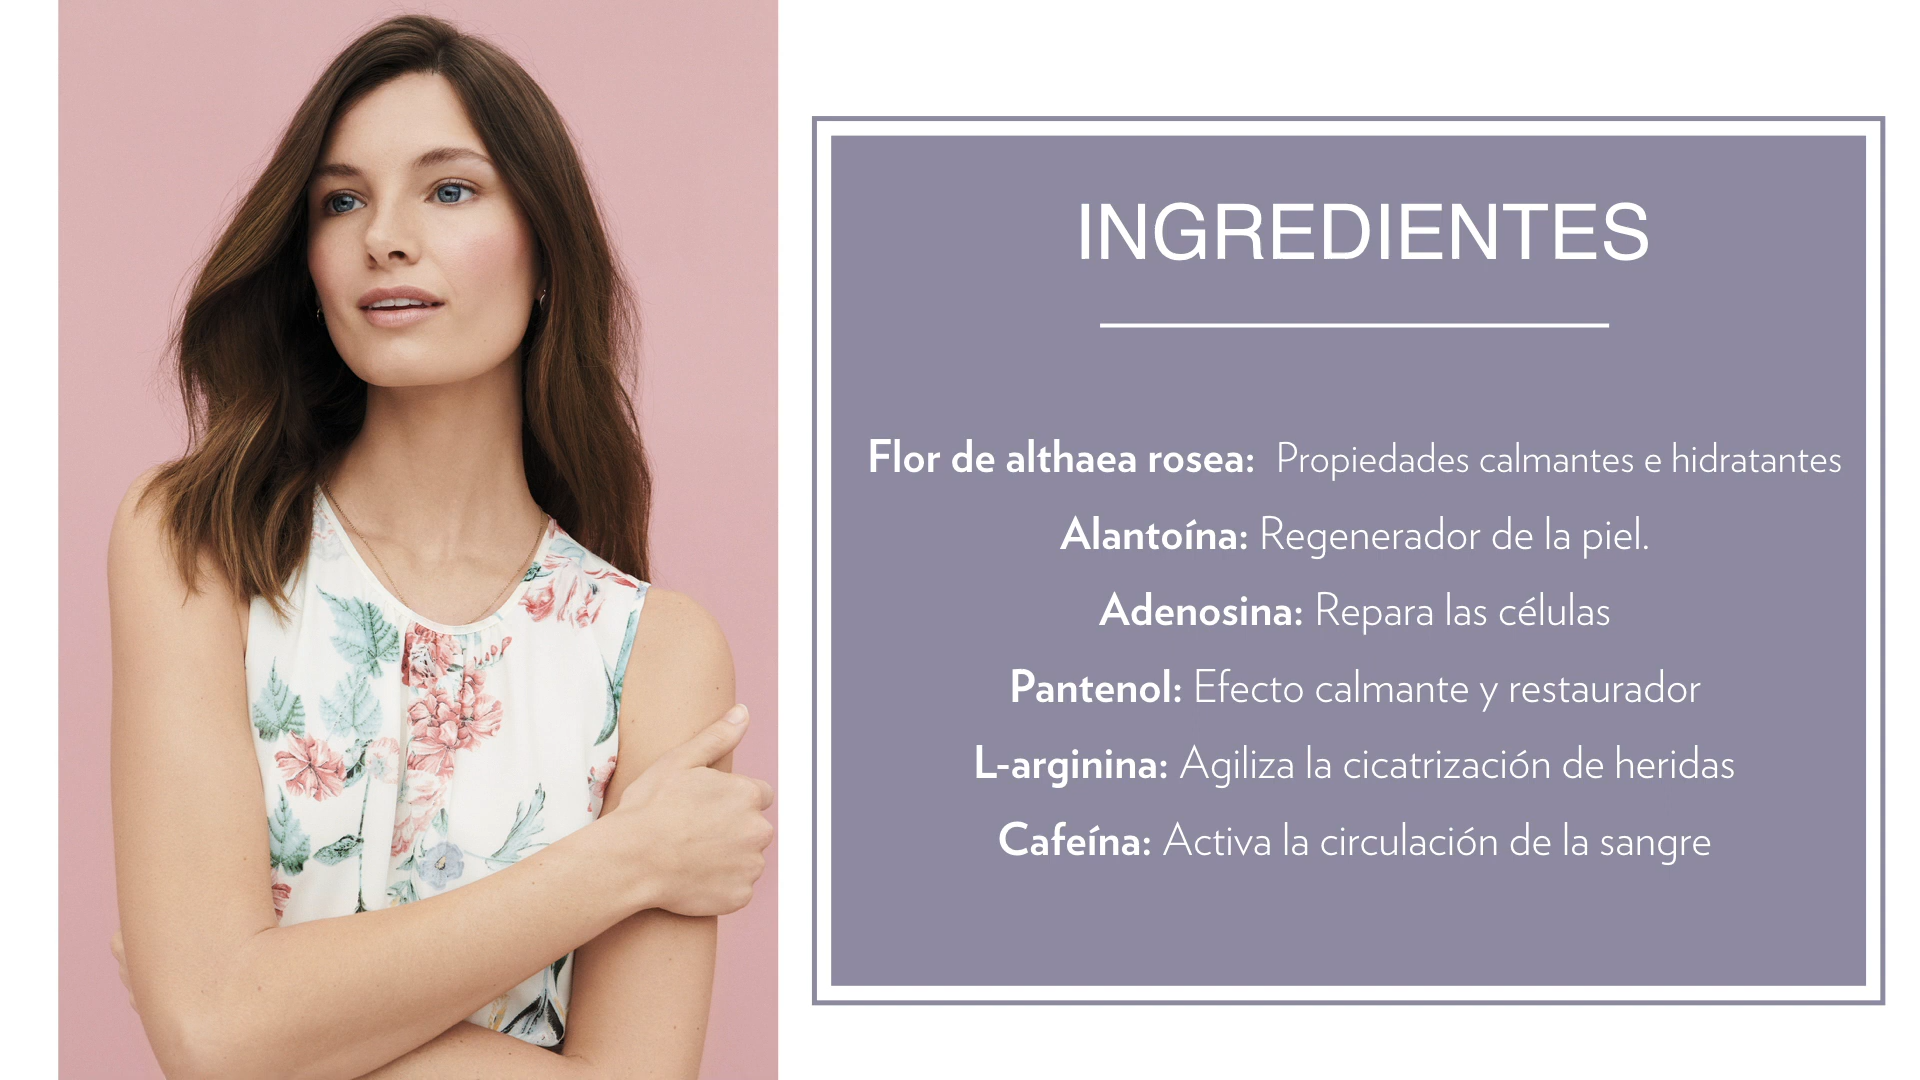 INGREDIENTES
Flor de althaea rosea: Propiedades calmantes e hidratantes
Alantoína: Regenerador de la piel.
Adenosina: Repara las células
Pantenol: Efecto calmante y restaurador
L-arginina: Agiliza la cicatrización de heridas
Cafeína: Activa la circulación de la sangre